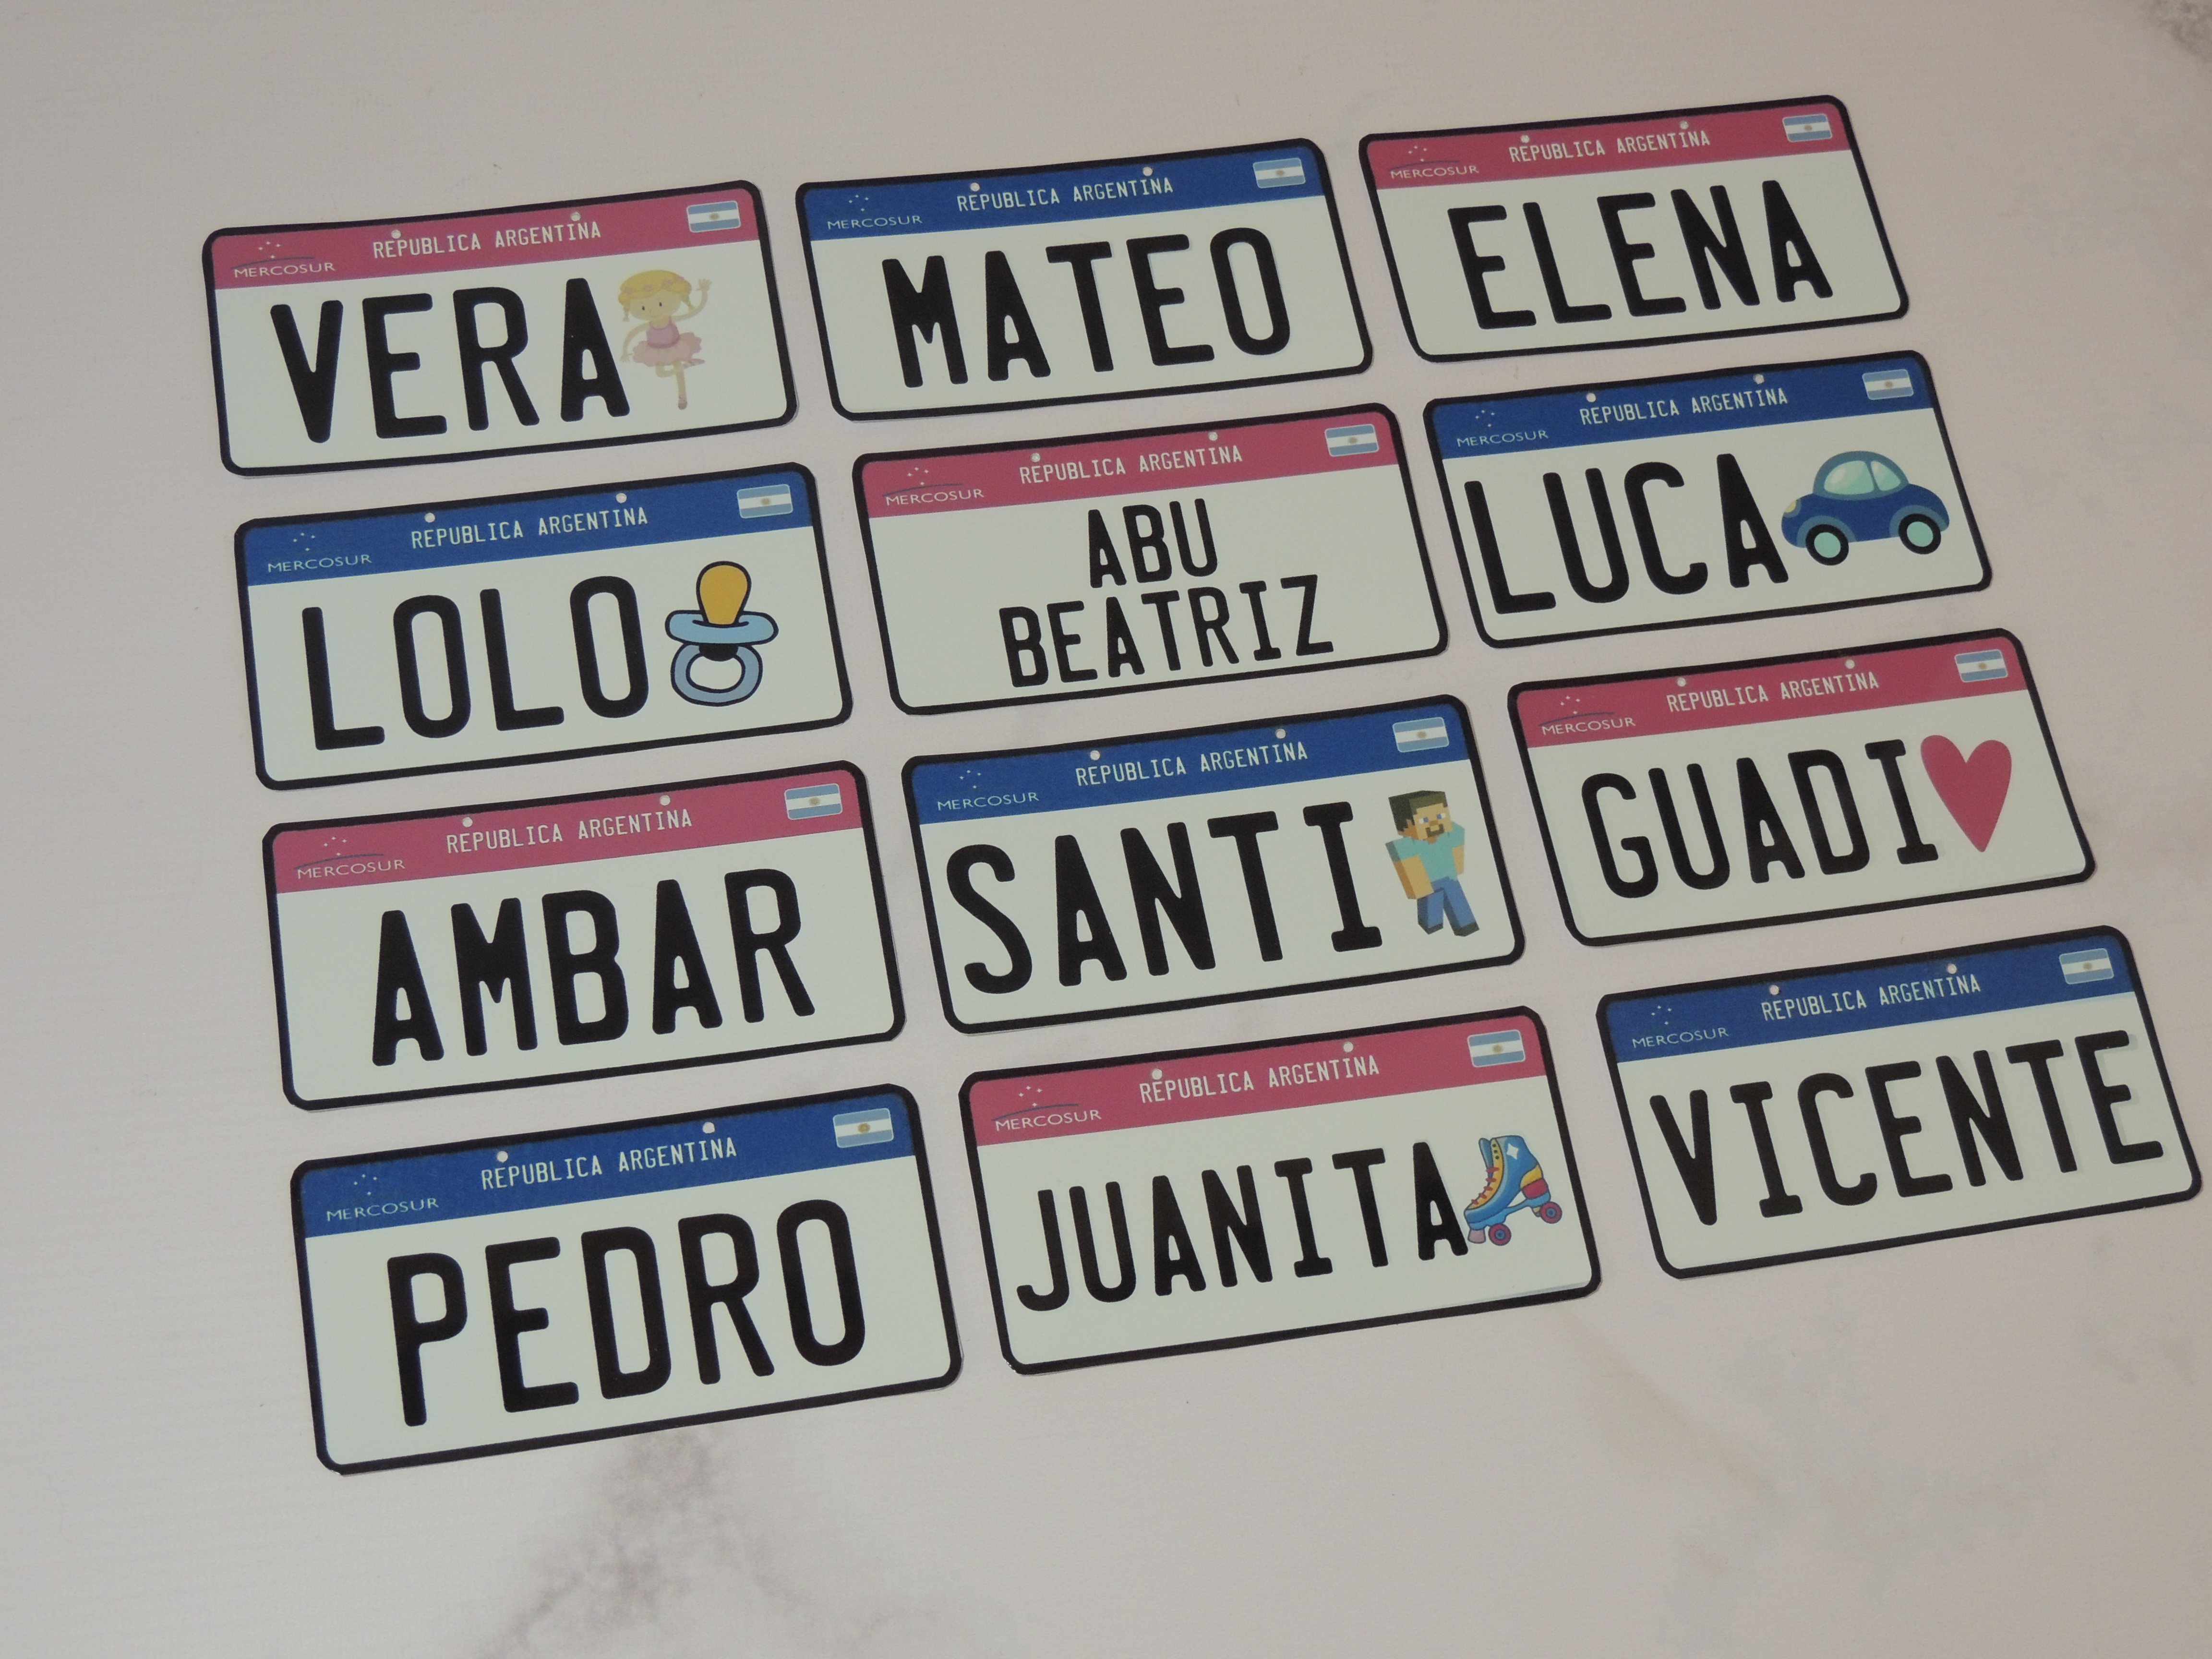 MERCOSUR
REPUBLICA ARGENTINA
VERA
MERCOSUR
REPUBLICA ARGENTINA
MATEO
MERCOSUR
REPUBLICA ARGENTINA
ELENA
MERCOSUR
REPUBLICA ARGENTINA
LOLO
MERCOSUR
REPUBLICA ARGENTINA
ABU
BEATRIZ
MERCOSUR
REPUBLICA ARGENTINA
LUCA
MERCOSUR
REPUBLICA ARGENTINA
AMBAR
MERCOSUR
REPUBLICA ARGENTINA
SANTI
MERCOSUR
REPUBLICA ARGENTINA
GUADI
MERCOSUR
REPUBLICA ARGENTINA
PEDRO
MERCOSUR
REPUBLICA ARGENTINA
JUANITA
MERCOSUR
REPUBLICA ARGENTINA
VICENTE